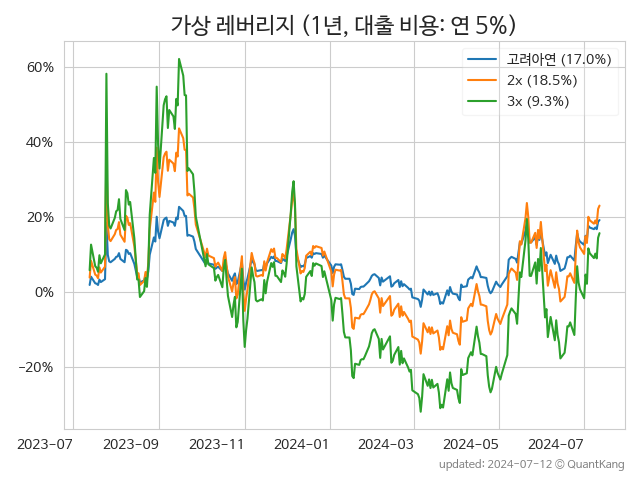 가상 레버리지 (1년, 대출 비용: 연 5%)
고려아연 (17.0%)
2x (18.5%)
3x (9.3%)
60%
40%
20%
0%
−20%
2023-07
2023-09
2023-11
2024-01
2024-03
2024-05
2024-07
updated: 2024-07-12 © QuantKang